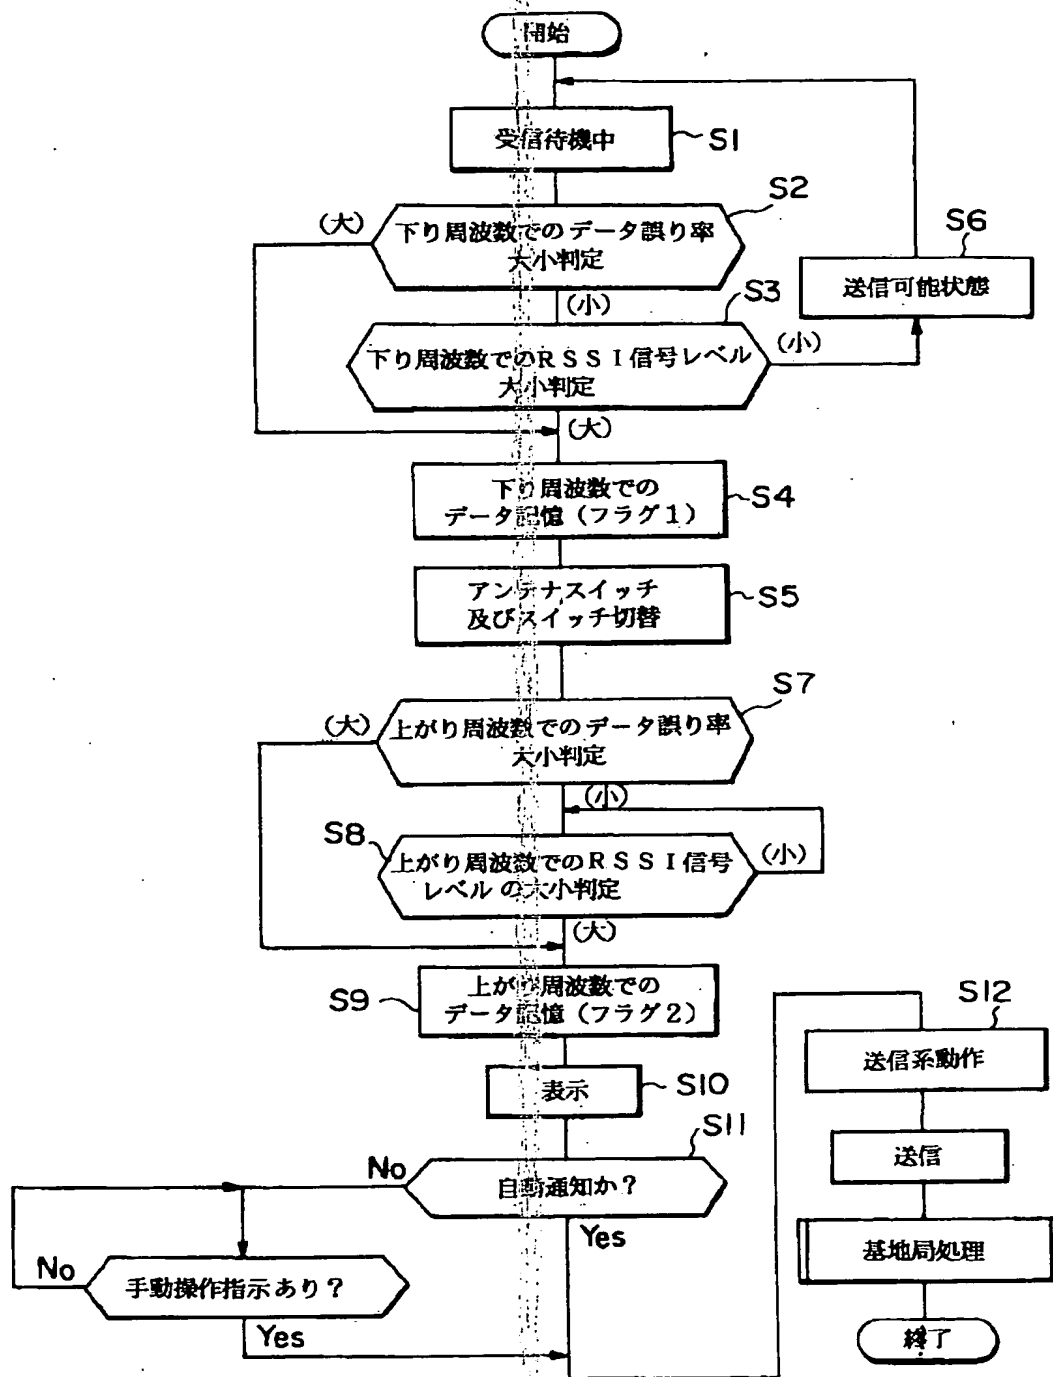 開始
受信待機中
S1
S2
(大)
下り周波数でのデータ誤り率
大小判定
S6
送信可能状態
(小)
S3
下り周波数でのRSSI信号レベル
大小判定
(小)
(大)
下り周波数での
データ記憶(フラグ1)
S4
アンテナスイッチ
及びスイッチ切替
S5
S7
(大)
上がり周波数でのデータ誤り率
大小判定
(小)
S8
上がり周波数でのRSSI信号
レベルの大小判定
(小)
(大)
S9
上がり周波数での
データ記憶(フラグ2)
表示
S10
S11
No
自動通知か?
Yes
No
手動操作指示あり?
Yes
S12
送信系動作
送信
基地局処理
終了